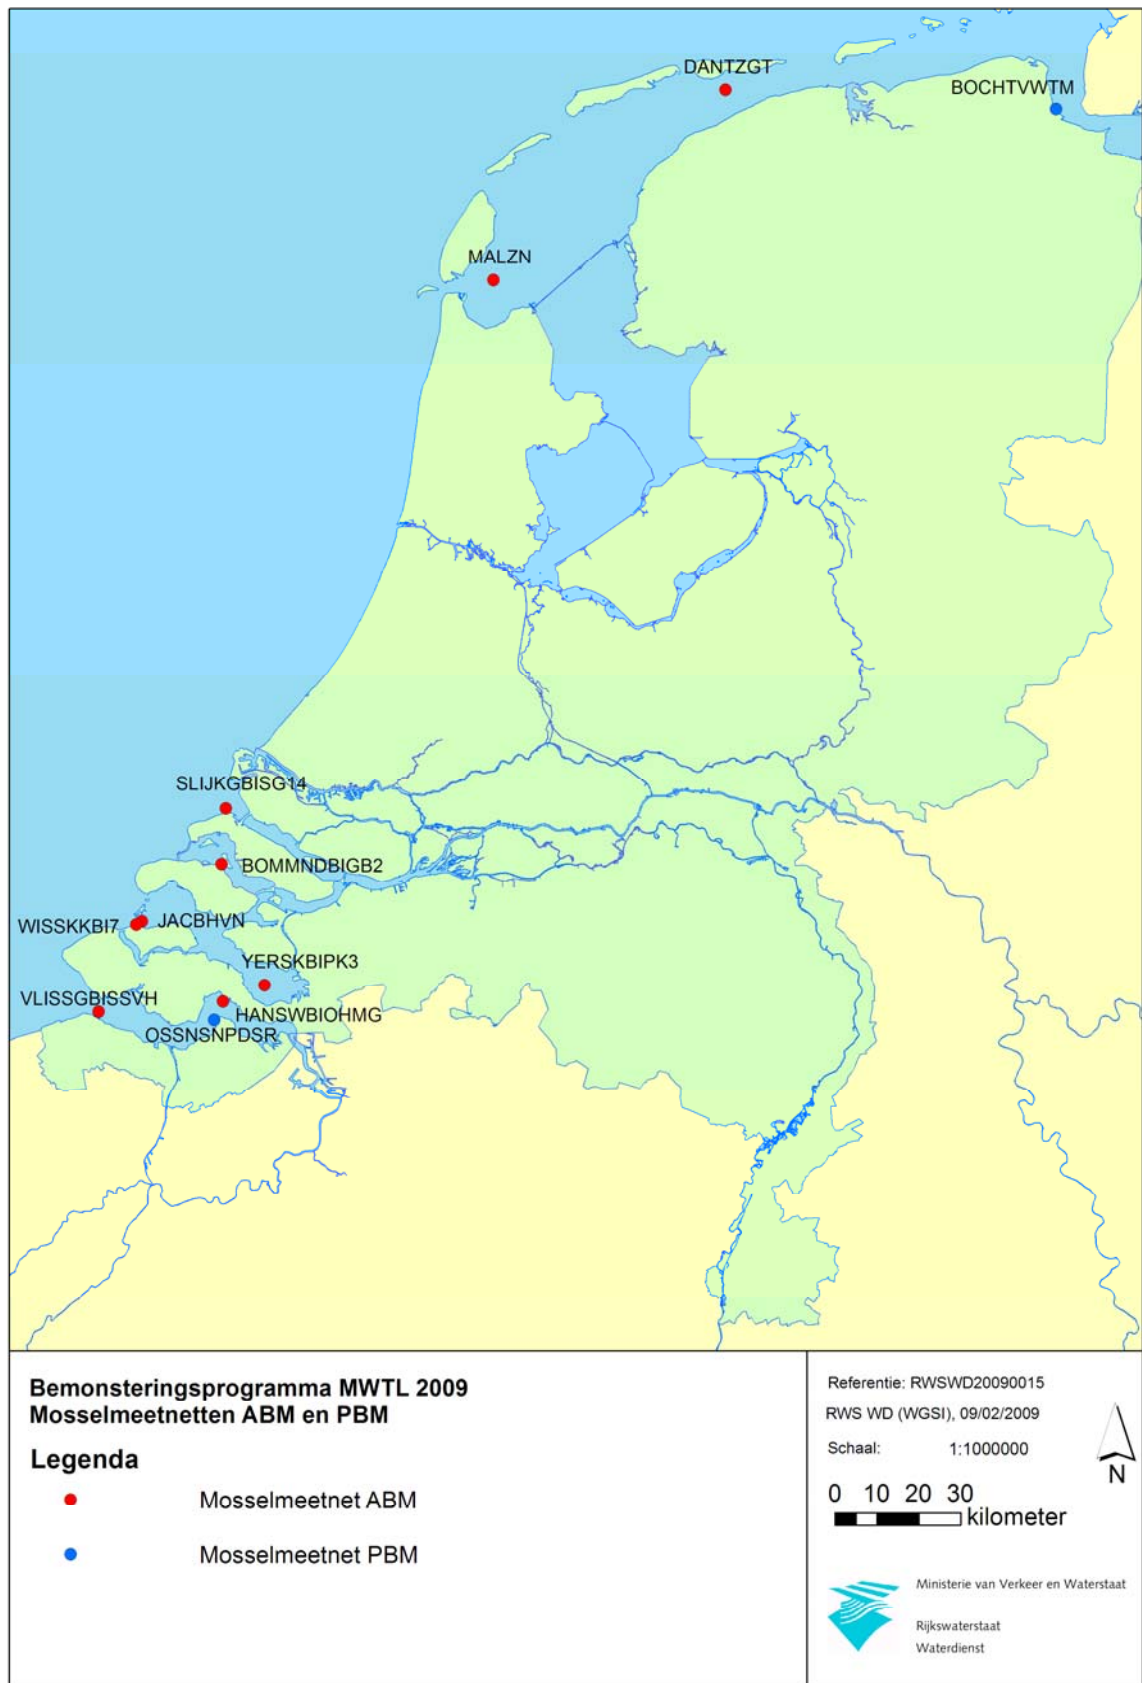 DANTZGT
BOCHTVWTM
MALZN
SLIJKGBISG14
BOMMNDBIGB2
WISSKKBI7
JACBHVN
YERSKBIPK3
VLISSGBISSVH
HANSWBIOHMG
OSSNSNPDSR
Bemonsteringsprogramma MWTL 2009
Mosselmeetnetten ABM en PBM
Legenda
Mosselmeetnet ABM
Mosselmeetnet PBM
Referentie: RWSWD20090015
RWS WD (WGSI), 09/02/2009
Schaal: 1:1000000
N
0 10 20 30
kilometer
Ministerie van Verkeer en Waterstaat
Rijkswaterstaat
Waterdienst